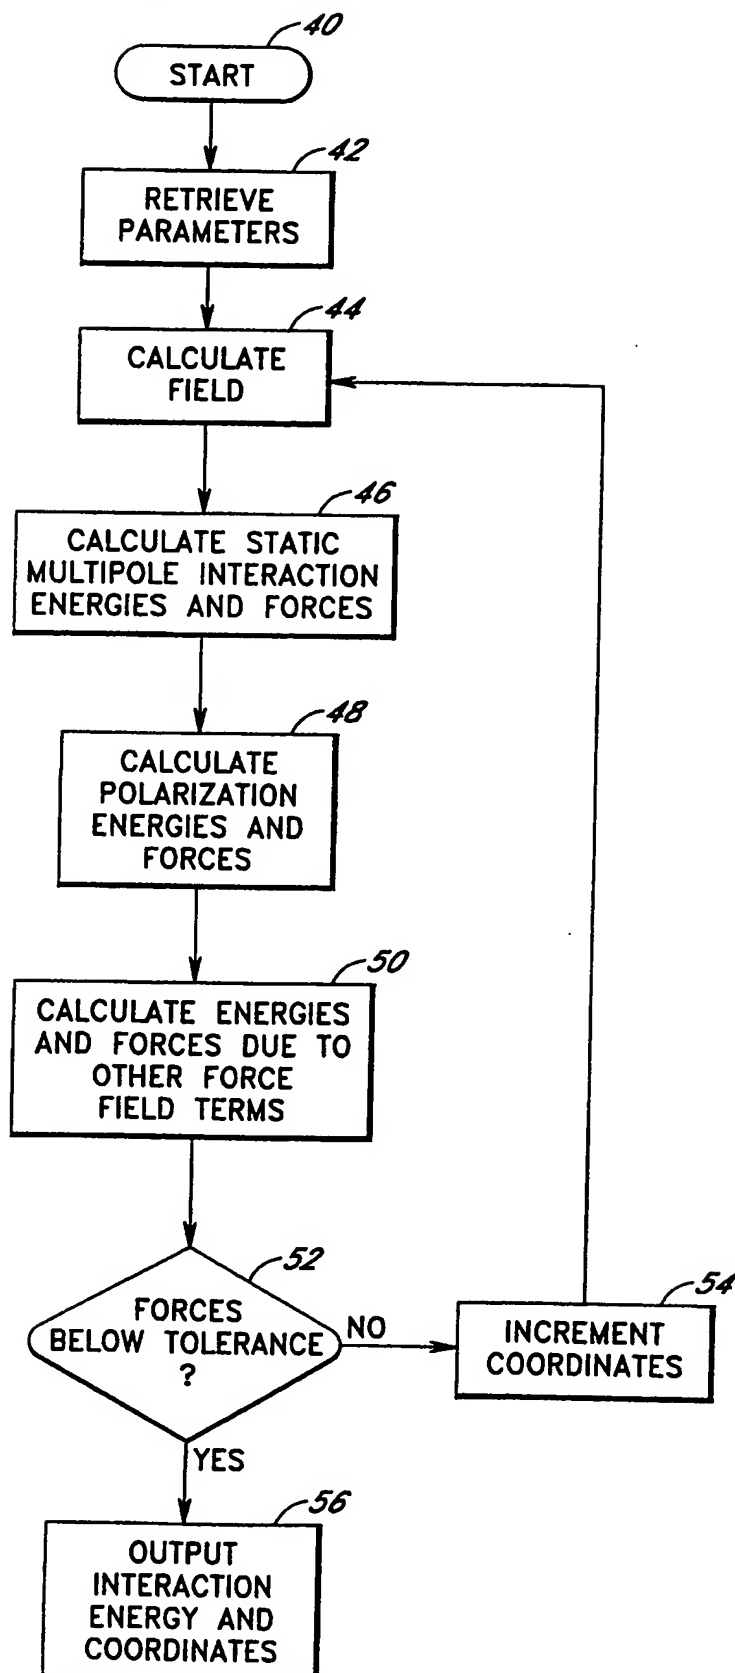 40
START
42
RETRIEVE
PARAMETERS
44
CALCULATE
FIELD
46
CALCULATE STATIC
MULTIPOLE INTERACTION
ENERGIES AND FORCES
48
CALCULATE
POLARIZATION
ENERGIES AND
FORCES
50
CALCULATE ENERGIES
AND FORCES DUE TO
OTHER FORCE
FIELD TERMS
52
FORCES
BELOW TOLERANCE
?
NO
54
INCREMENT
COORDINATES
YES
56
OUTPUT
INTERACTION
ENERGY AND
COORDINATES